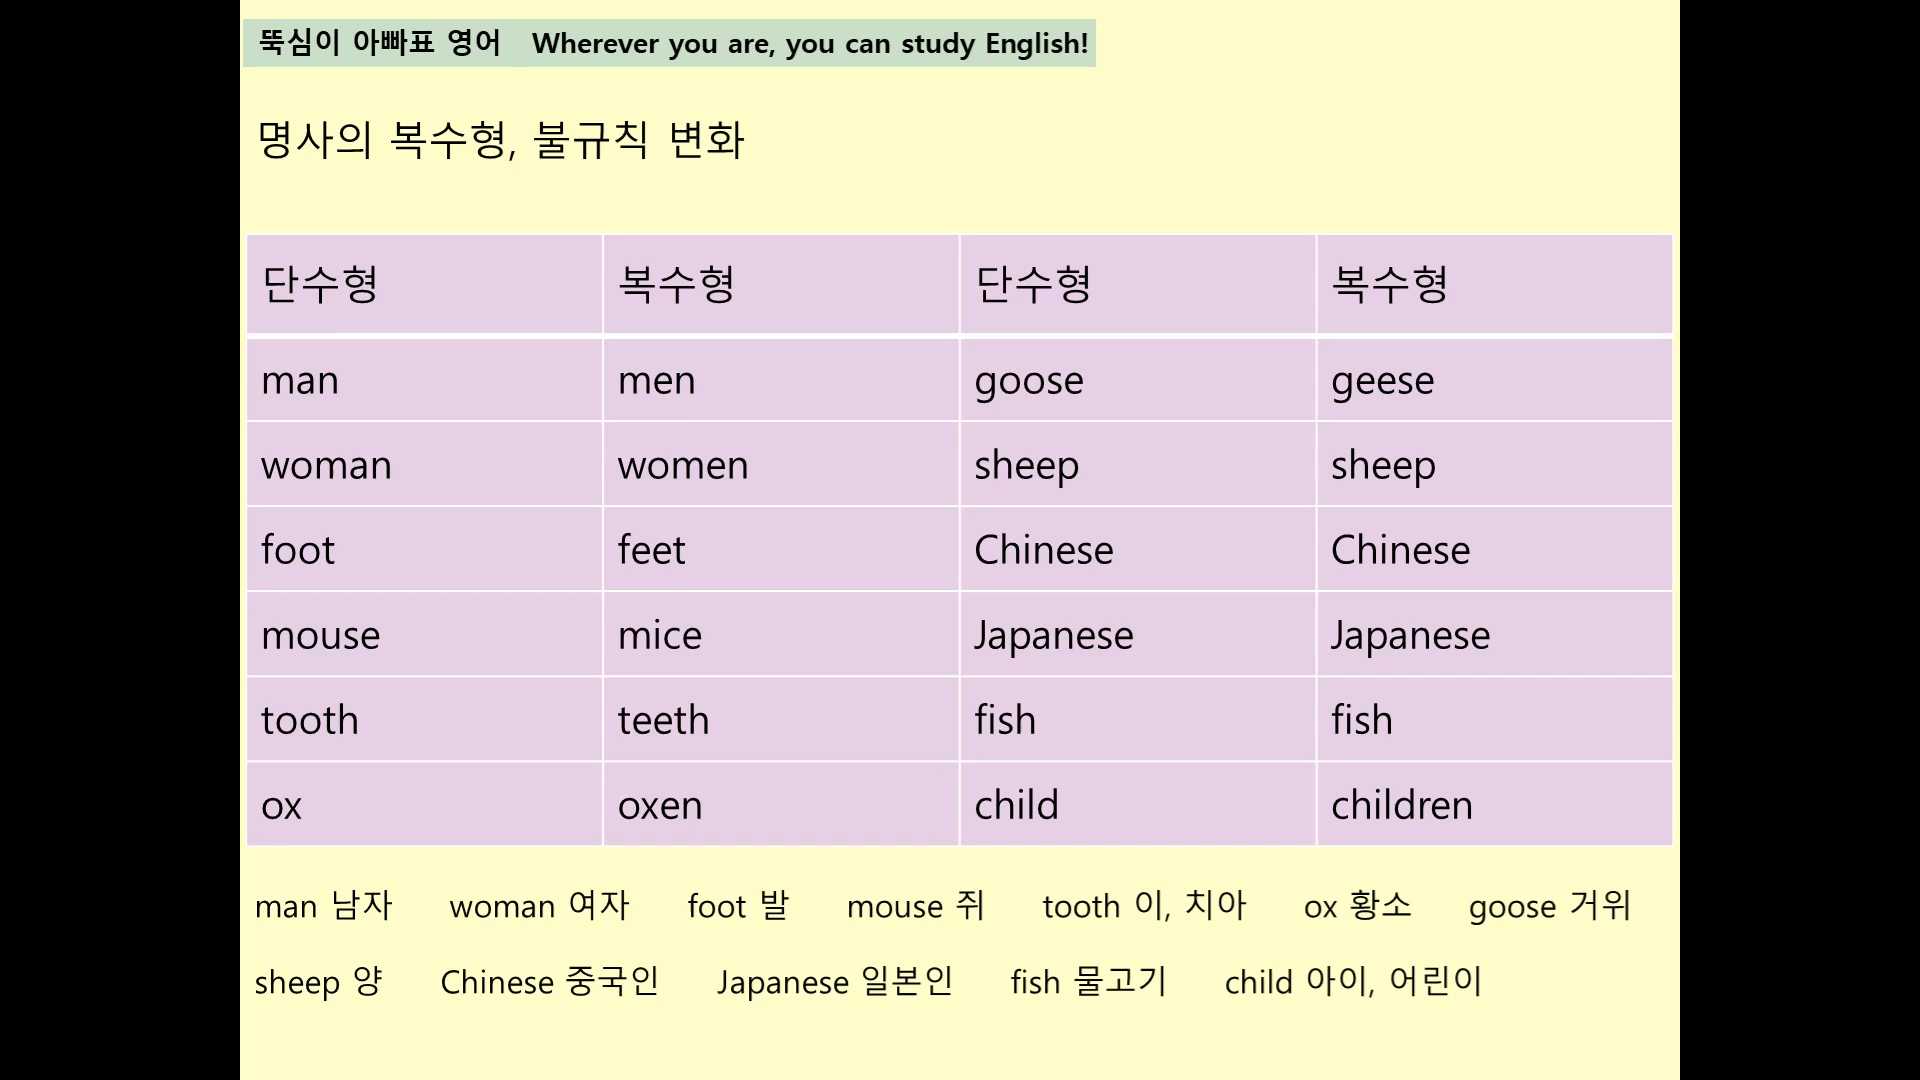 뚝심이 아빠표 영어 Wherever you are, you can study English!
명사의 복수형, 불규칙 변화
단수형 복수형 단수형 복수형
man men goose geese
woman women sheep sheep
foot feet Chinese Chinese
mouse mice Japanese Japanese
tooth teeth fish fish
ox oxen child children
man 남자 woman 여자 foot 발 mouse 쥐 tooth 이, 치아 ox 황소 goose 거위
sheep 양 Chinese 중국인 Japanese 일본인 fish 물고기 child 아이, 어린이